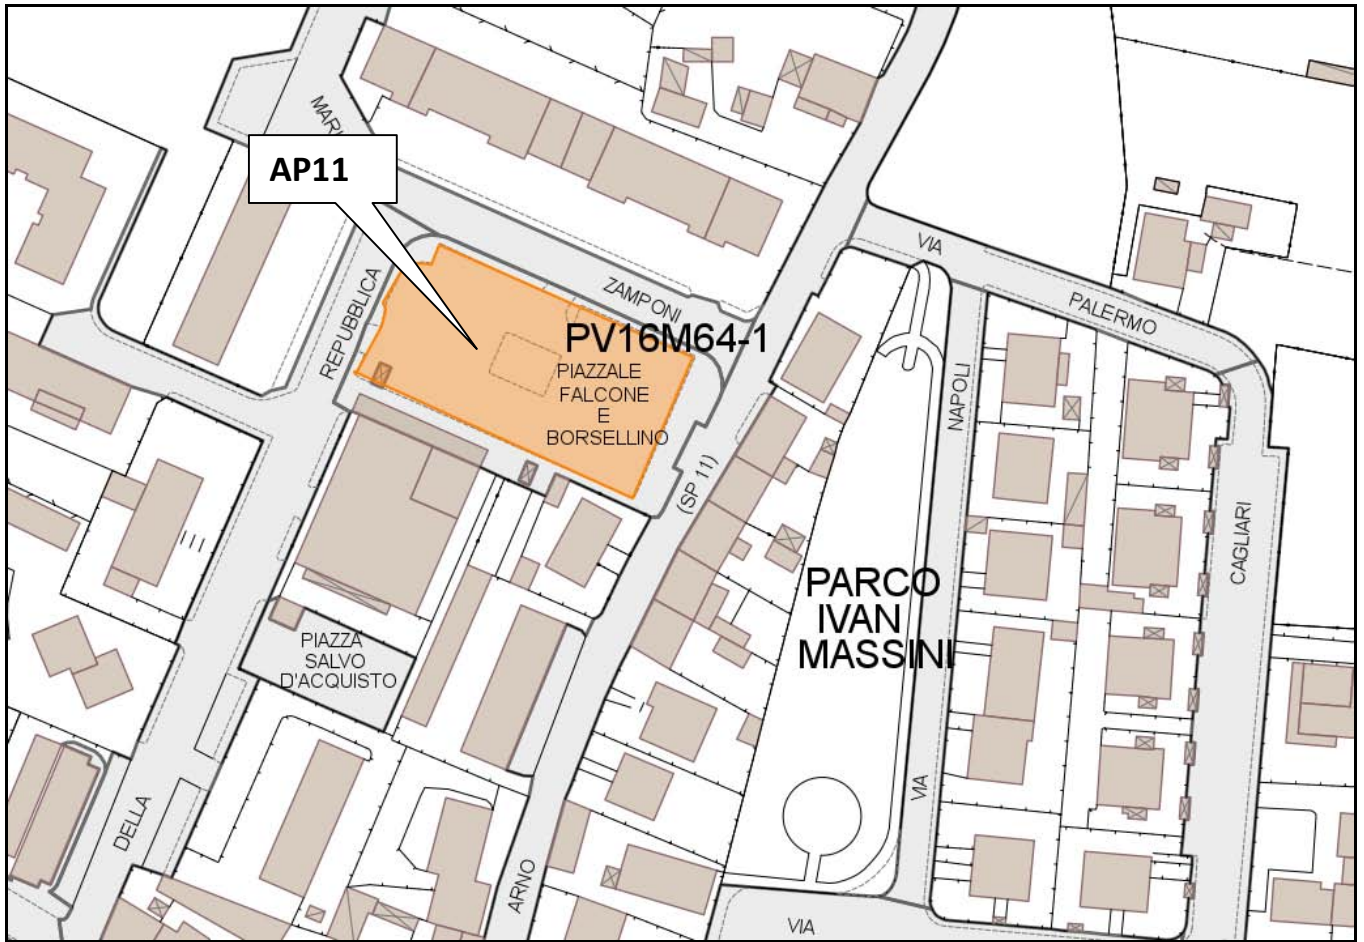 AP11
REPUBBLICA
ZAMPONI
PV16M64-1
PIAZZALE
FALCONE
E
BORSELLINO
(SP 11)
VIA
PALERMO
NAPOLI
CAGLIARI
PARCO
IVAN
MASSINI
PIAZZA
SALVO
D'ACQUISTO
DELLA
VIA
ARNO
VIA